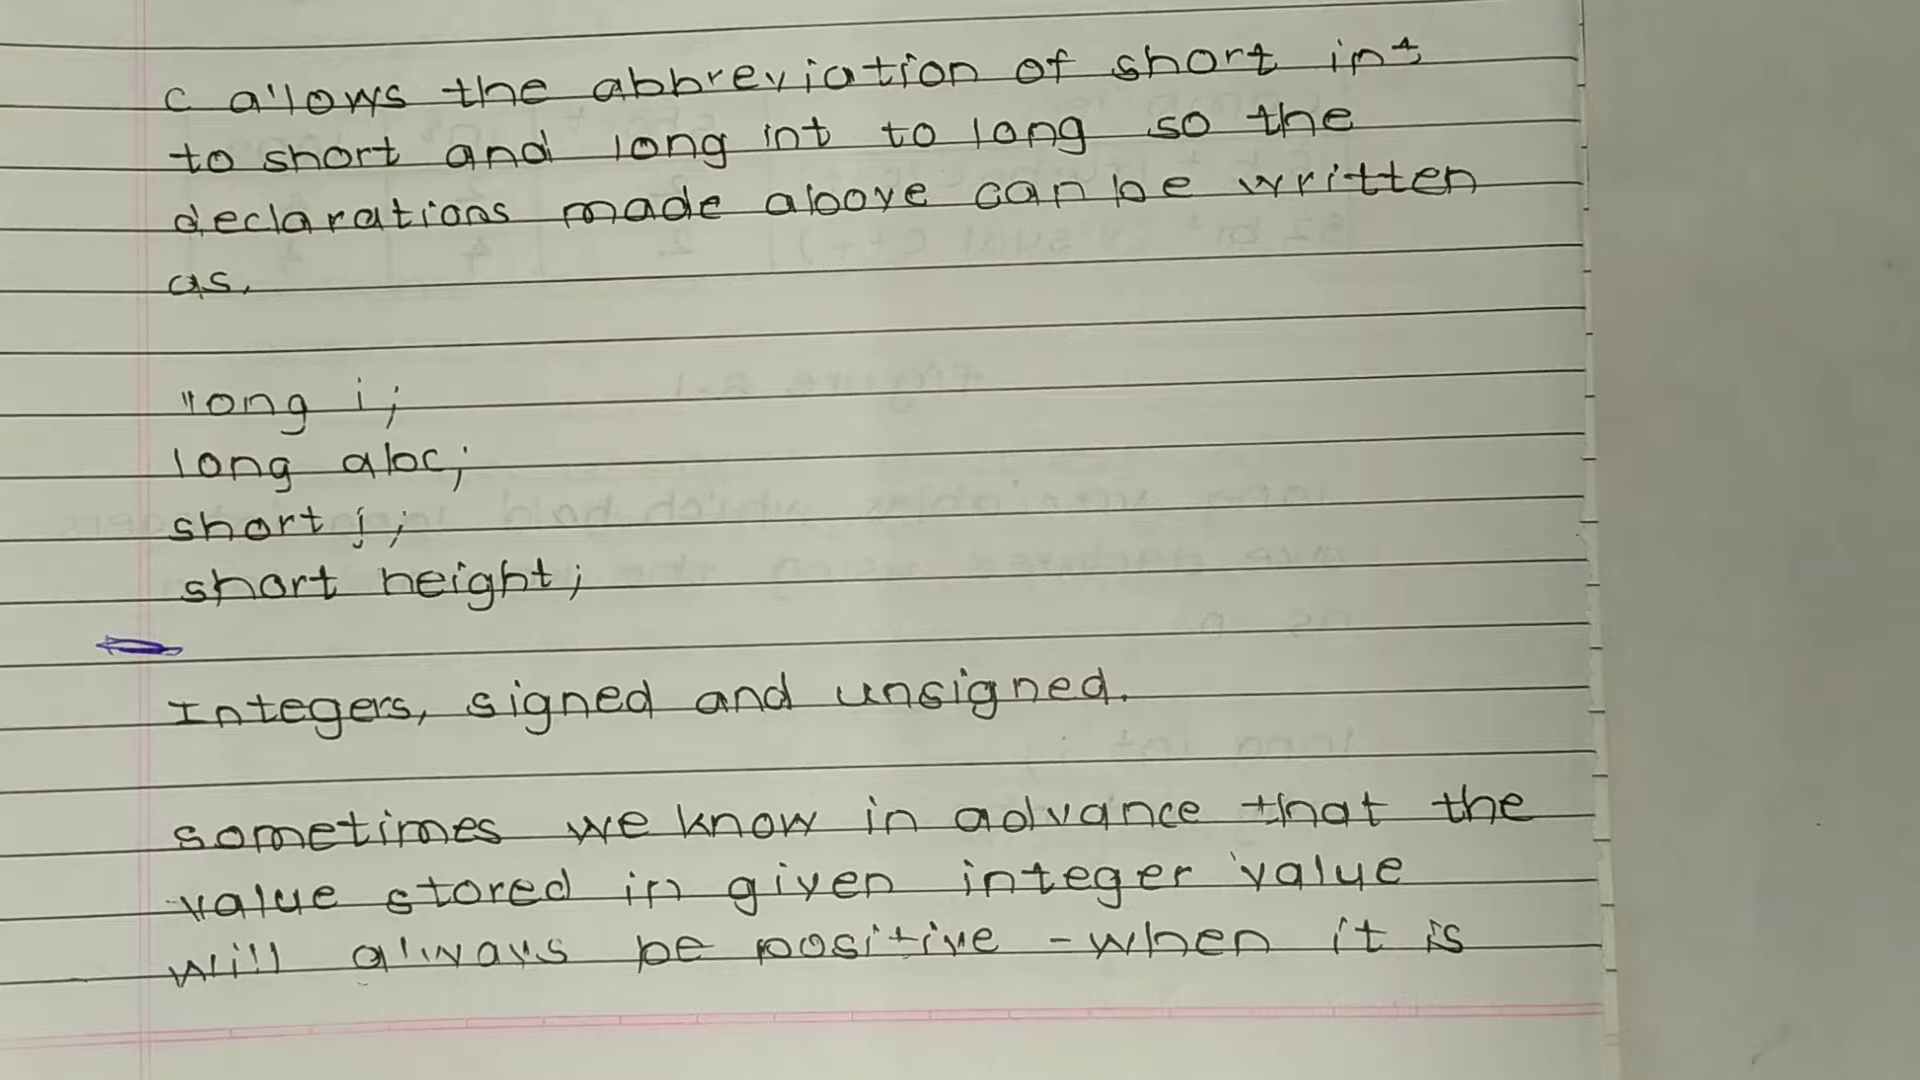 C allows the abbreviation of short int
to short and long int to long so the
declarations made above can be written
as.
long i;
long abc;
short j;
short height;
Integers, signed and unsigned.
sometimes we know in advance that the
value stored in given integer value
will always be positive - when it is